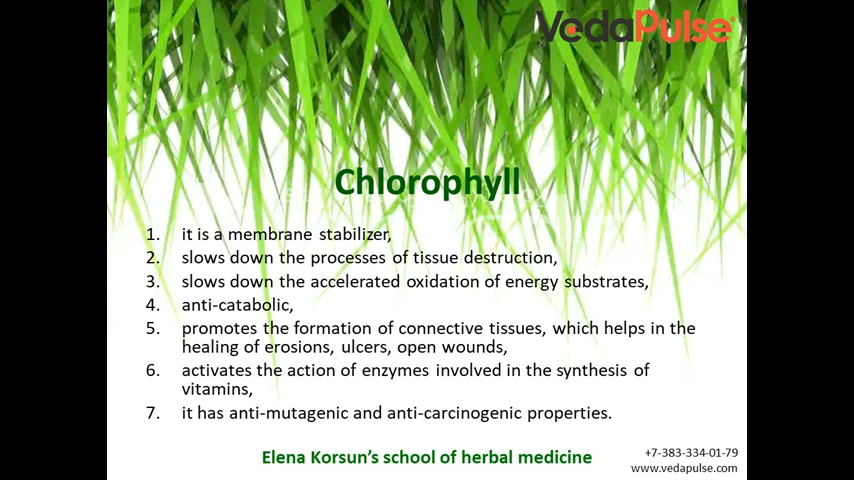 VedaPulse®
Chlorophyll
1. it is a membrane stabilizer,
2. slows down the processes of tissue destruction,
3. slows down the accelerated oxidation of energy substrates,
4. anti-catabolic,
5. promotes the formation of connective tissues, which helps in the
healing of erosions, ulcers, open wounds,
6. activates the action of enzymes involved in the synthesis of
vitamins,
7. it has anti-mutagenic and anti-carcinogenic properties.
Elena Korsun’s school of herbal medicine
+7-383-334-01-79
www.vedapulse.com